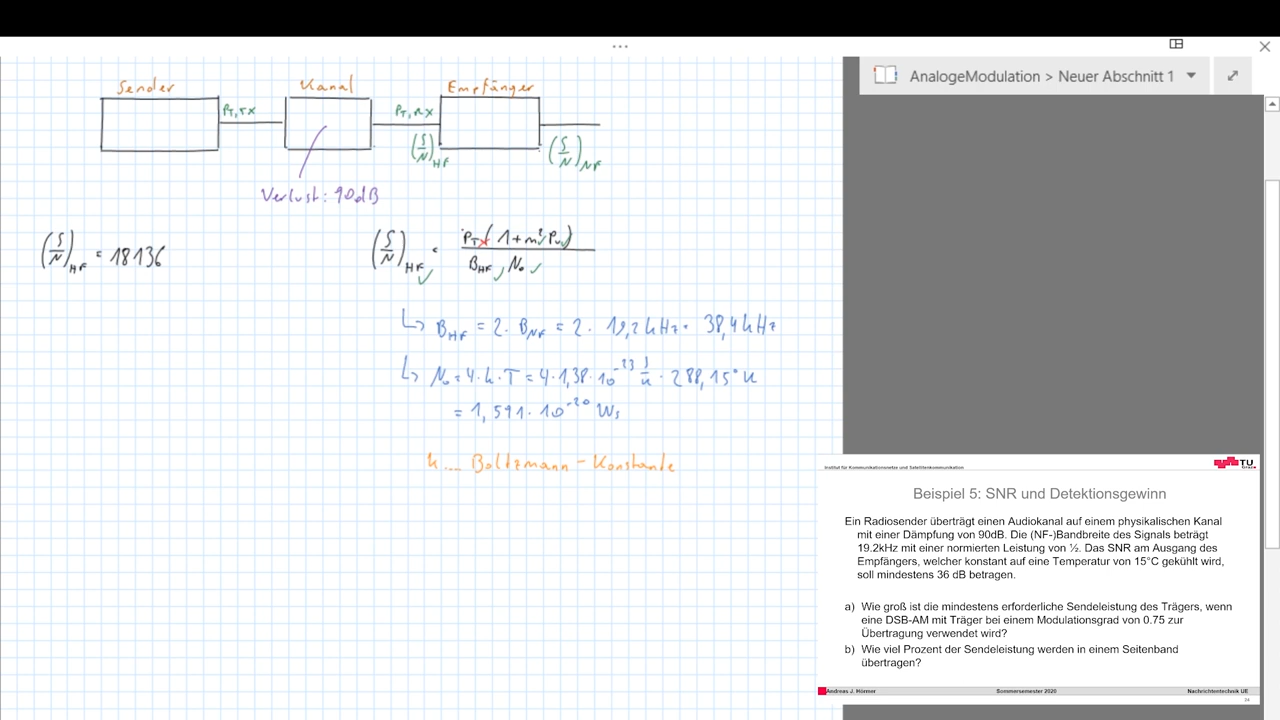 AnalogeModulation > Neuer Abschnitt 1
Sender Kanal Empfänger
P_T,TX P_T,RX
(S/N)_HF (S/N)_NF
Verlust: 90dB
(S/N)_HF = 18136
(S/N)_HF = P_T (1+m²P_u) / B_HF N_0
↳ B_HF = 2 · B_NF = 2 · 19,2kHz = 38,4kHz
↳ N_0 = 4·k·T = 4·1,38·10^-23 J/K · 288,15°K
= 1,591·10^-20 Ws
k .... Boltzmann-Konstante
Institut für Kommunikationsnetze und Satellitenkommunikation
TU
Graz
Beispiel 5: SNR und Detektionsgewinn
Ein Radiosender überträgt einen Audiokanal auf einem physikalischen Kanal
mit einer Dämpfung von 90dB. Die (NF-)Bandbreite des Signals beträgt
19.2kHz mit einer normierten Leistung von ½. Das SNR am Ausgang des
Empfängers, welcher konstant auf eine Temperatur von 15°C gekühlt wird,
soll mindestens 36 dB betragen.
a) Wie groß ist die mindestens erforderliche Sendeleistung des Trägers, wenn
eine DSB-AM mit Träger bei einem Modulationsgrad von 0.75 zur
Übertragung verwendet wird?
b) Wie viel Prozent der Sendeleistung werden in einem Seitenband
übertragen?
Andreas J. Hörmer Sommersemester 2020 Nachrichtentechnik UE